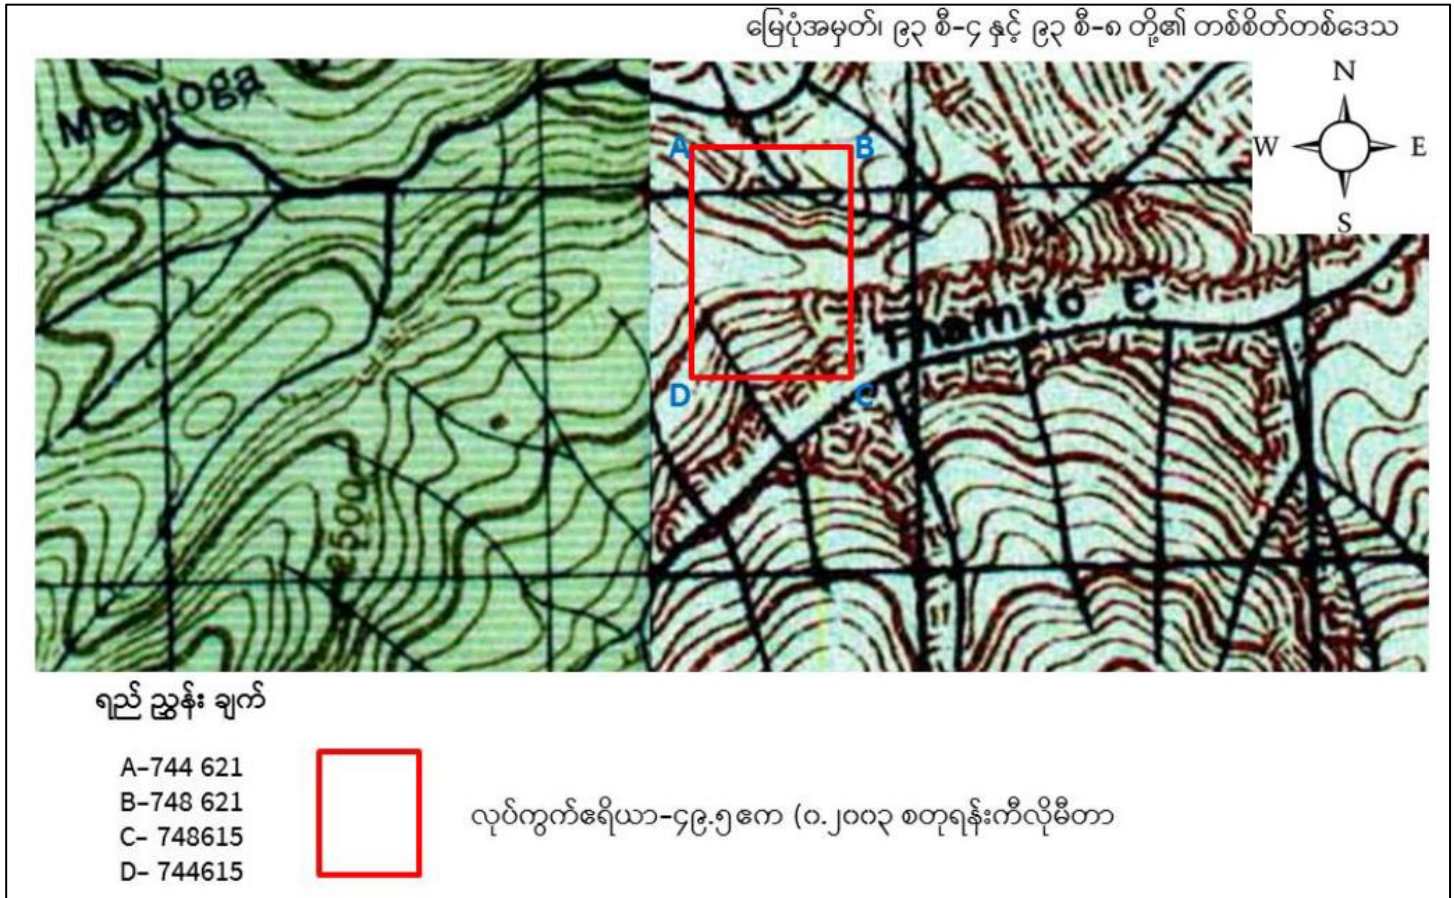 မြေပုံအမှတ်၊ ၉၃ စီ-၄ နှင့် ၉၃ စီ-၈ တို့၏ တစ်စိတ်တစ်ဒေသ
N
W E
S
A B
Thamko C
D C
2500
ရည် ညွှန်း ချက်
A-744 621
B-748 621
C- 748615
D- 744615
လုပ်ကွက်ဧရိယာ-၄၉.၅ဧက (၀.၂၀၀၃ စတုရန်းကီလိုမီတာ